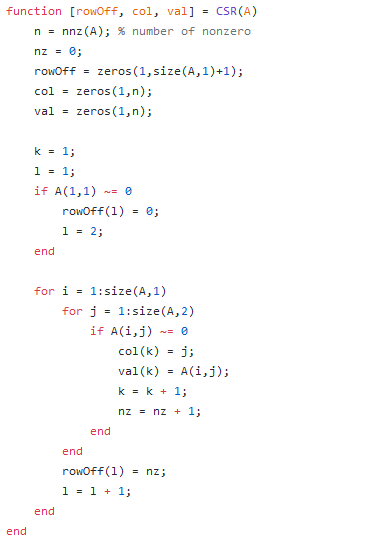 function [rowOff, col, val] = CSR(A)
    n = nnz(A); % number of nonzero
    nz = 0;
    rowOff = zeros(1,size(A,1)+1);
    col = zeros(1,n);
    val = zeros(1,n);

    k = 1;
    l = 1;
    if A(1,1) ~= 0
        rowOff(l) = 0;
        l = 2;
    end

    for i = 1:size(A,1)
        for j = 1:size(A,2)
            if A(i,j) ~= 0
                col(k) = j;
                val(k) = A(i,j);
                k = k + 1;
                nz = nz + 1;
            end
        end
        rowOff(l) = nz;
        l = l + 1;
    end
end